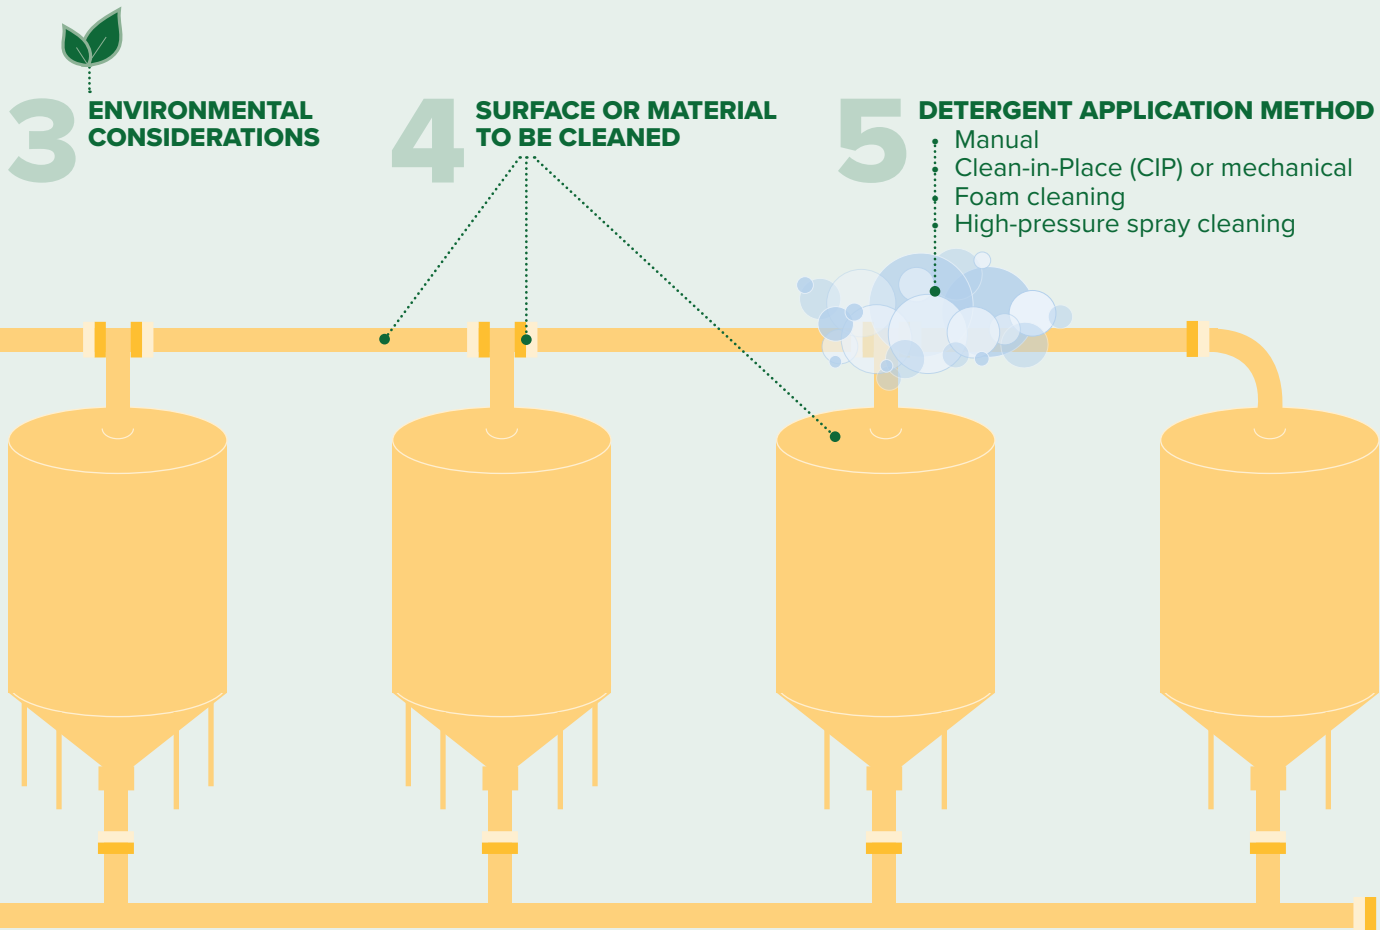 3
ENVIRONMENTAL
CONSIDERATIONS
4
SURFACE OR MATERIAL
TO BE CLEANED
5
DETERGENT APPLICATION METHOD
Manual
Clean-in-Place (CIP) or mechanical
Foam cleaning
High-pressure spray cleaning